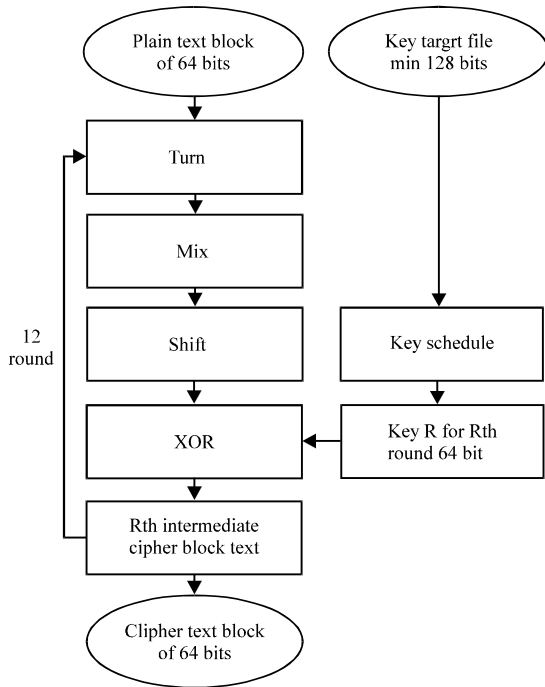 Plain text block
of 64 bits
Key targrt file
min 128 bits
Turn
Mix
Shift
Key schedule
12
round
XOR
Key R for Rth
round 64 bit
Rth intermediate
cipher block text
Clipher text block
of 64 bits